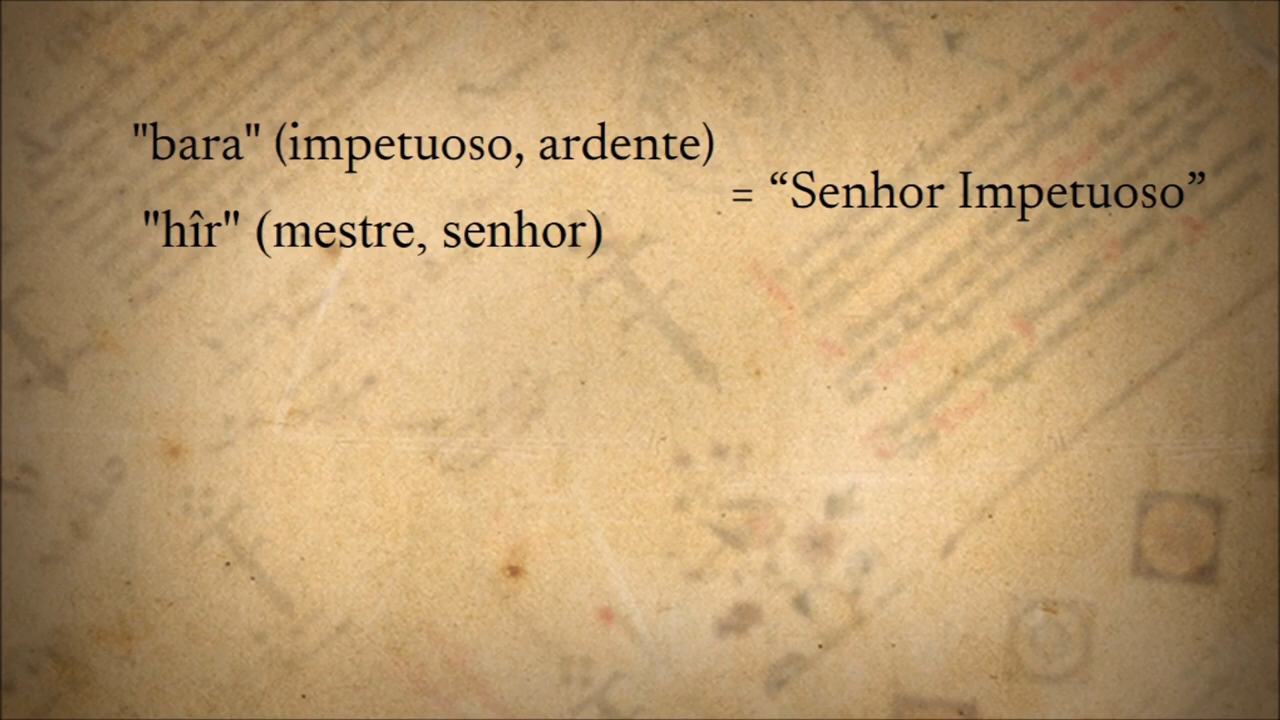 "bara" (impetuoso, ardente)
= “Senhor Impetuoso”
"hîr" (mestre, senhor)